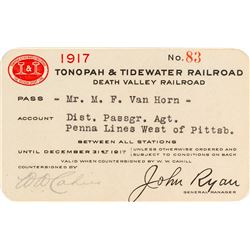 1917 No. 83
TONOPAH & TIDEWATER RAILROAD
DEATH VALLEY RAILROAD
PASS — Mr. M. F. Van Horn -
ACCOUNT Dist. Passgr. Agt.
Penna Lines West of Pittsb.
BETWEEN ALL STATIONS
UNTIL DECEMBER 31ST 1917 { UNLESS OTHERWISE ORDERED AND
SUBJECT TO CONDITIONS ON BACK
VALID WHEN COUNTERSIGNED BY W. W. CAHILL
COUNTERSIGNED BY
WW Cahill
John Ryan
GENERAL MANAGER